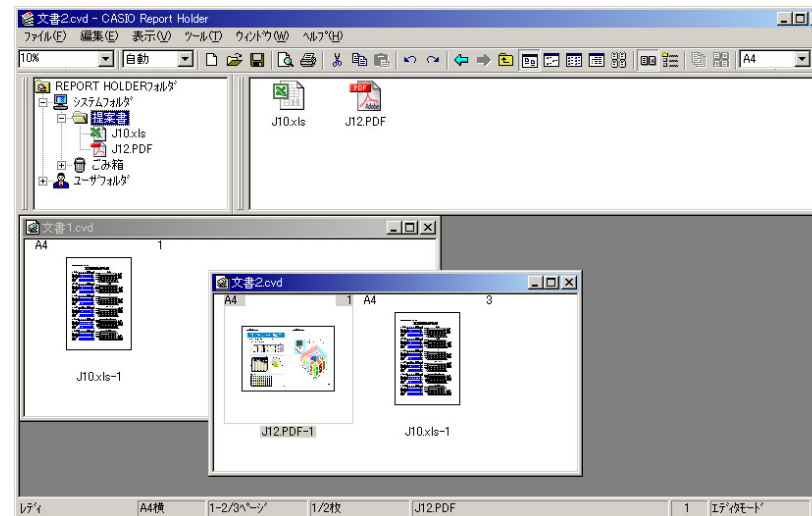 文書2.cvd - CASIO Report Holder
ファイル(F) 編集(E) 表示(V) ツール(T) ウィンドウ(W) ヘルプ(H)
10% 自動 A4
REPORT HOLDERフォルダ
システムフォルダ
提案書
J10.xls
J12.PDF
ごみ箱
ユーザフォルダ
J10.xls J12.PDF
文書1.cvd
A4 1
J10.xls-1
文書2.cvd
A4 1 A4 3
J12.PDF-1 J10.xls-1
レディ A4横 1-2/3ページ 1/2枚 J12.PDF 1 エディタモード